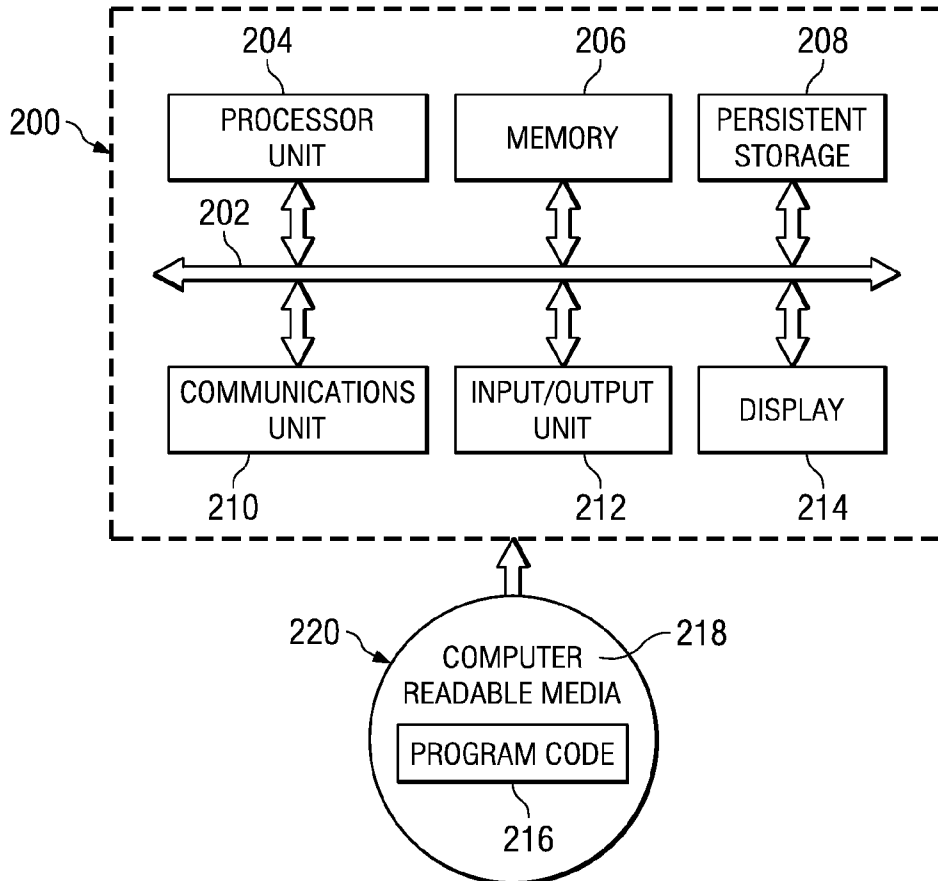 204
206
208
200
PROCESSOR
UNIT
MEMORY
PERSISTENT
STORAGE
202
COMMUNICATIONS
UNIT
INPUT/OUTPUT
UNIT
DISPLAY
210
212
214
220
218
COMPUTER
READABLE MEDIA
PROGRAM CODE
216